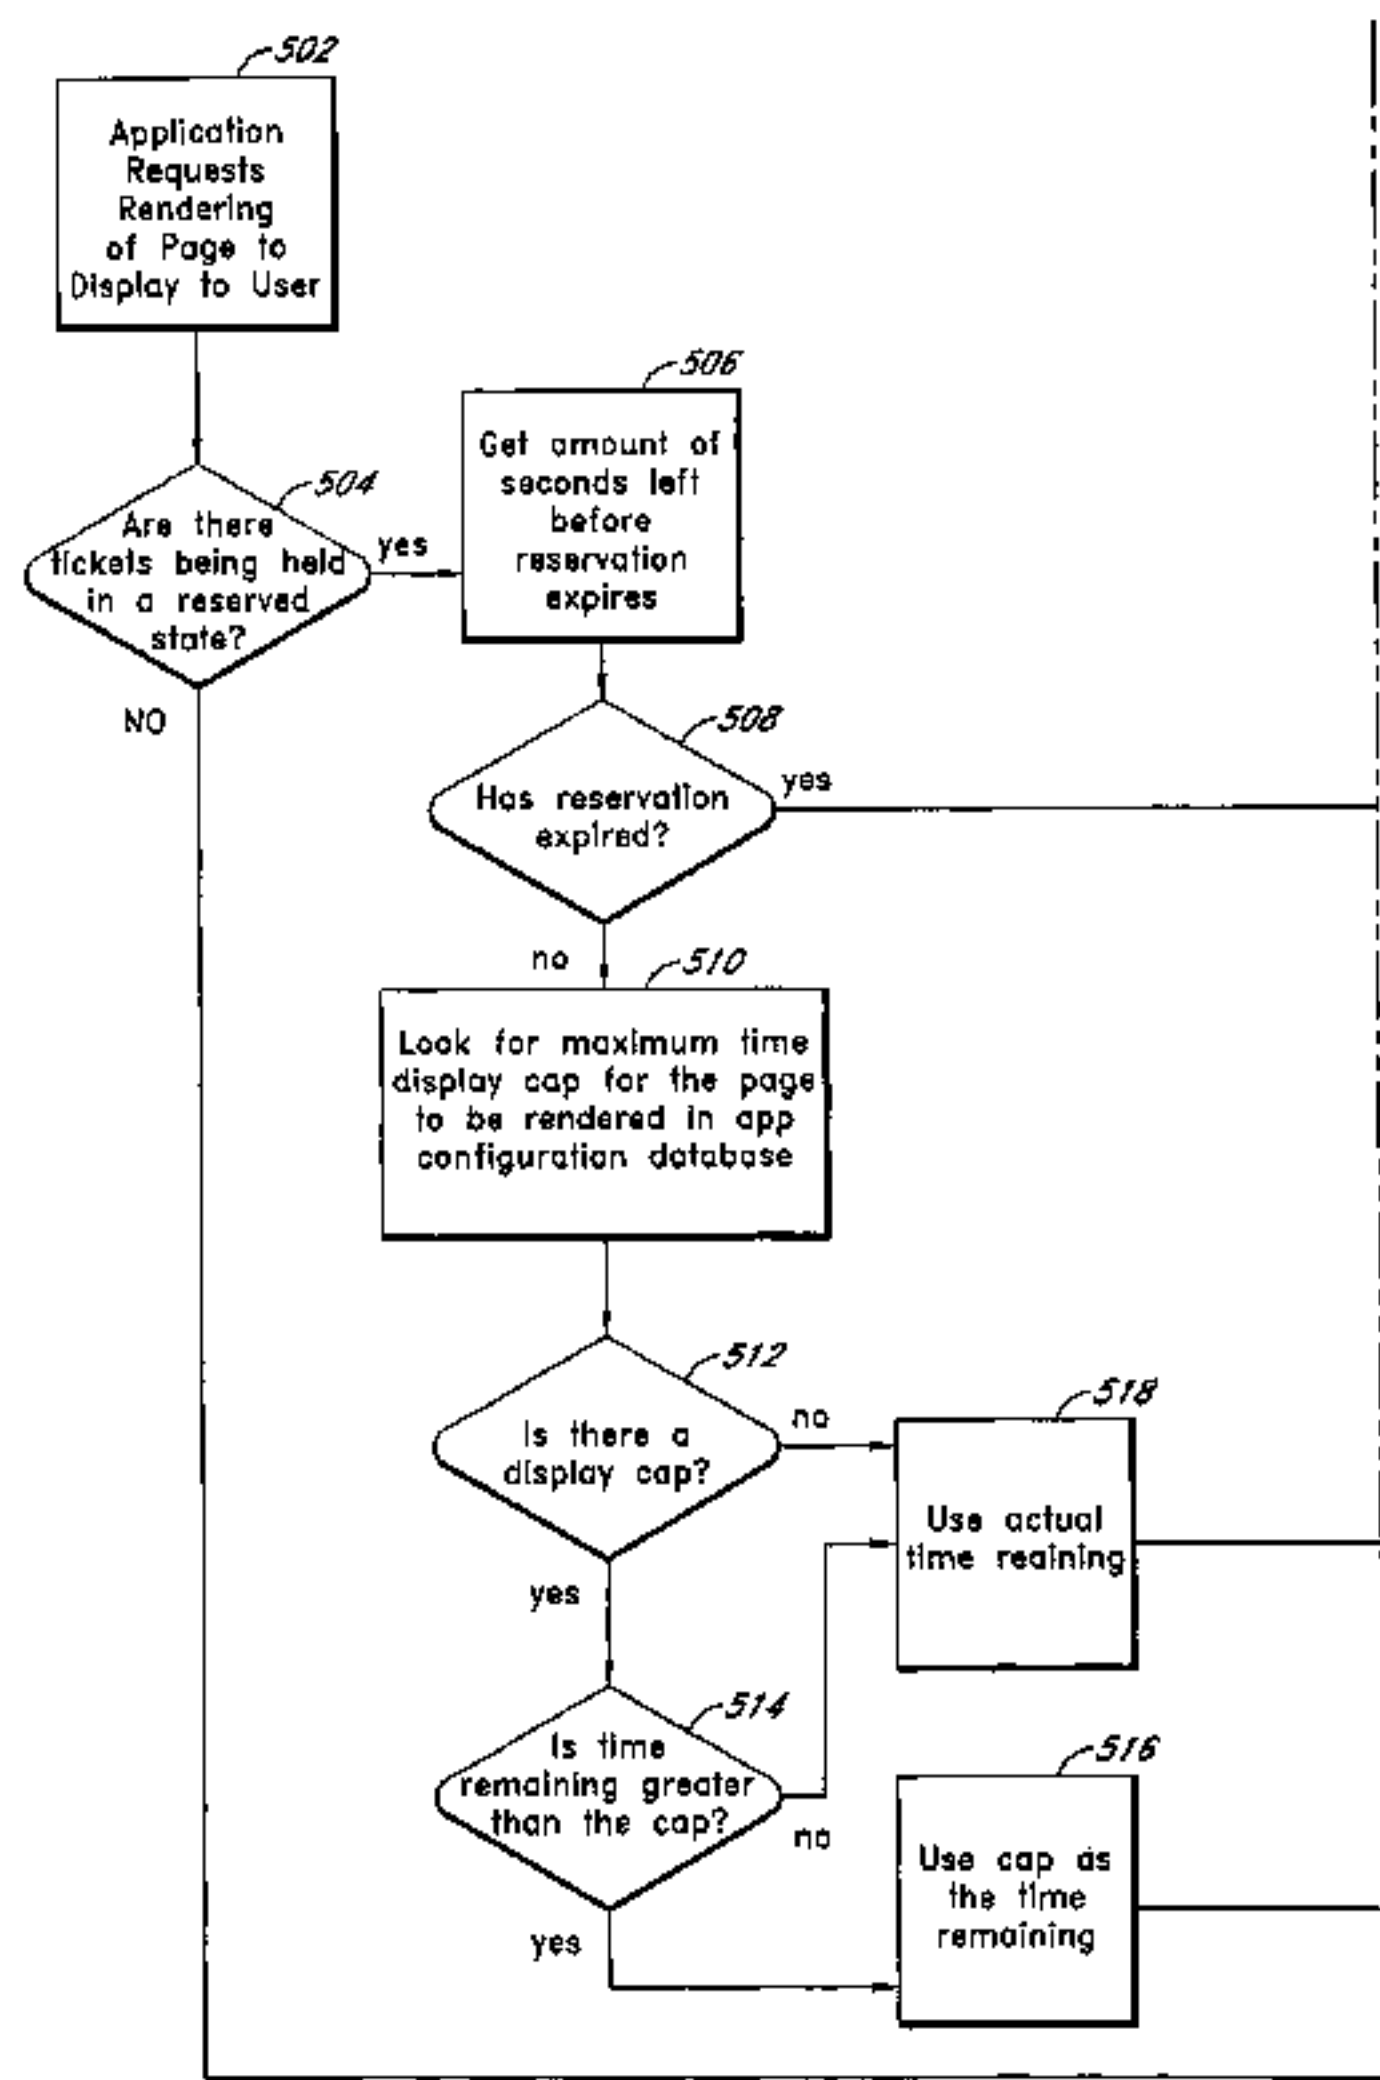 502
Application
Requests
Rendering
of Page to
Display to User
504
Are there
tickets being held
in a reserved
state?
yes
NO
506
Get amount of
seconds left
before
reservation
expires
508
Has reservation
expired?
yes
no
510
Look for maximum time
display cap for the page
to be rendered in app
configuration database
512
Is there a
display cap?
no
yes
518
Use actual
time reaining
514
Is time
remaining greater
than the cap?
no
yes
516
Use cap as
the time
remaining